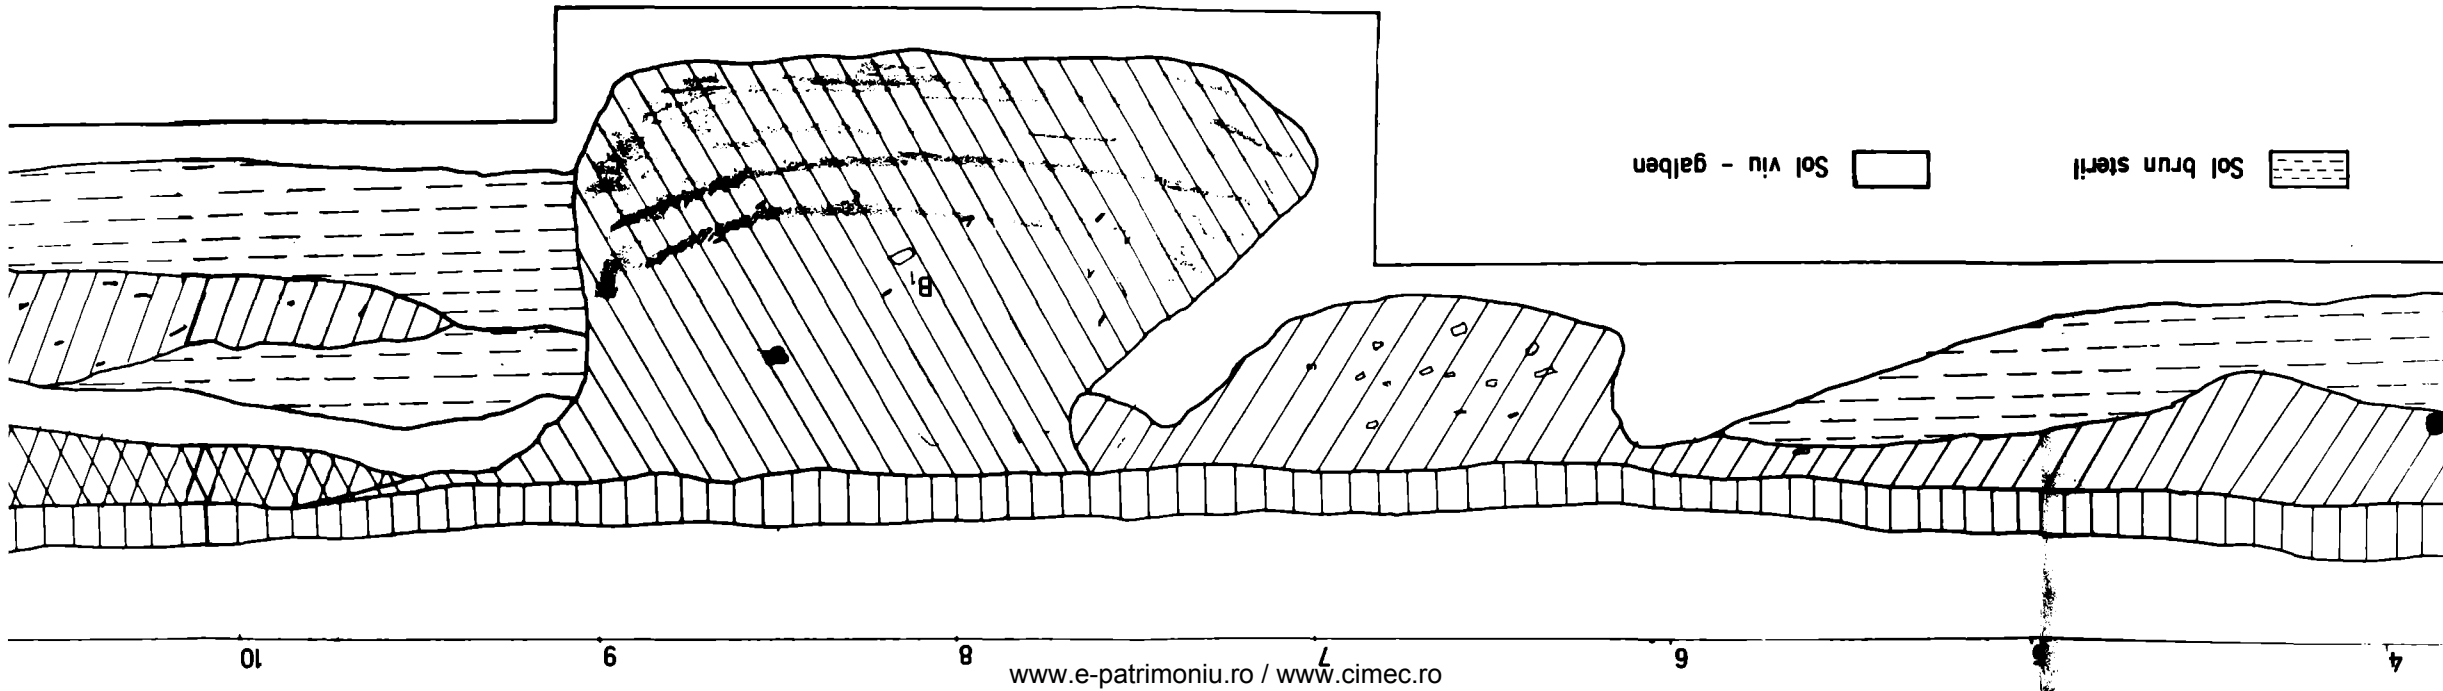 4 5 6 7 8 9 10
B₁
Sol brun steril
Sol viu - galben
www.e-patrimoniu.ro / www.cimec.ro